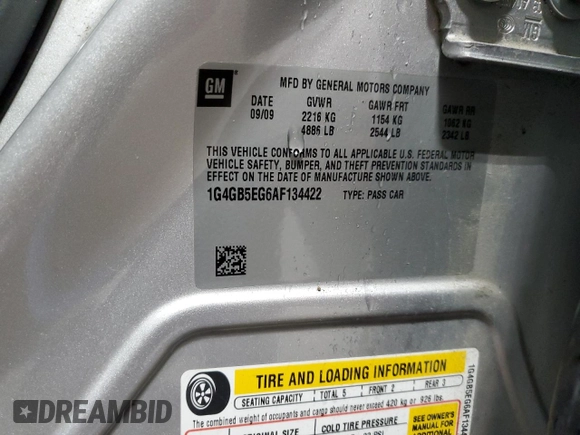 GM
MFD BY GENERAL MOTORS COMPANY
DATE GVWR GAWR FRT GAWR RR
09/09 2216 KG 1154 KG 1062 KG
4886 LB 2544 LB 2342 LB
THIS VEHICLE CONFORMS TO ALL APPLICABLE U.S. FEDERAL MOTOR
VEHICLE SAFETY, BUMPER, AND THEFT PREVENTION STANDARDS IN
EFFECT ON THE DATE OF MANUFACTURE SHOWN ABOVE.
1G4GB5EG6AF134422 TYPE: PASS CAR
TIRE AND LOADING INFORMATION
SEATING CAPACITY TOTAL 5 FRONT 2 REAR 3
The combined weight of occupants and cargo should never exceed 420 kg or 926 lbs.
COLD TIRE PRESSURE
SEE OWNER'S
MANUAL FOR
ADDITIONAL
1G4GB5EG6AF134
DREAMBID